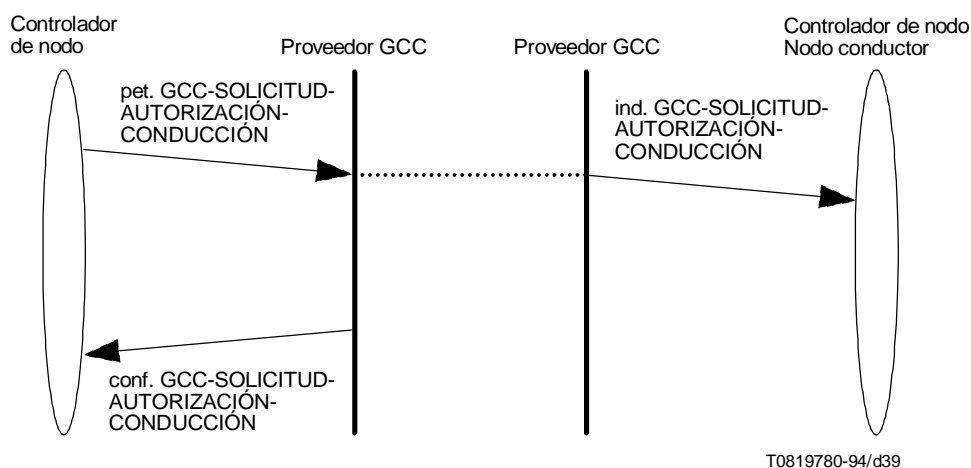 Controlador
de nodo
Proveedor GCC
Proveedor GCC
Controlador de nodo
Nodo conductor
pet. GCC-SOLICITUD-
AUTORIZACIÓN-
CONDUCCIÓN
ind. GCC-SOLICITUD-
AUTORIZACIÓN-
CONDUCCIÓN
conf. GCC-SOLICITUD-
AUTORIZACIÓN-
CONDUCCIÓN
T0819780-94/d39